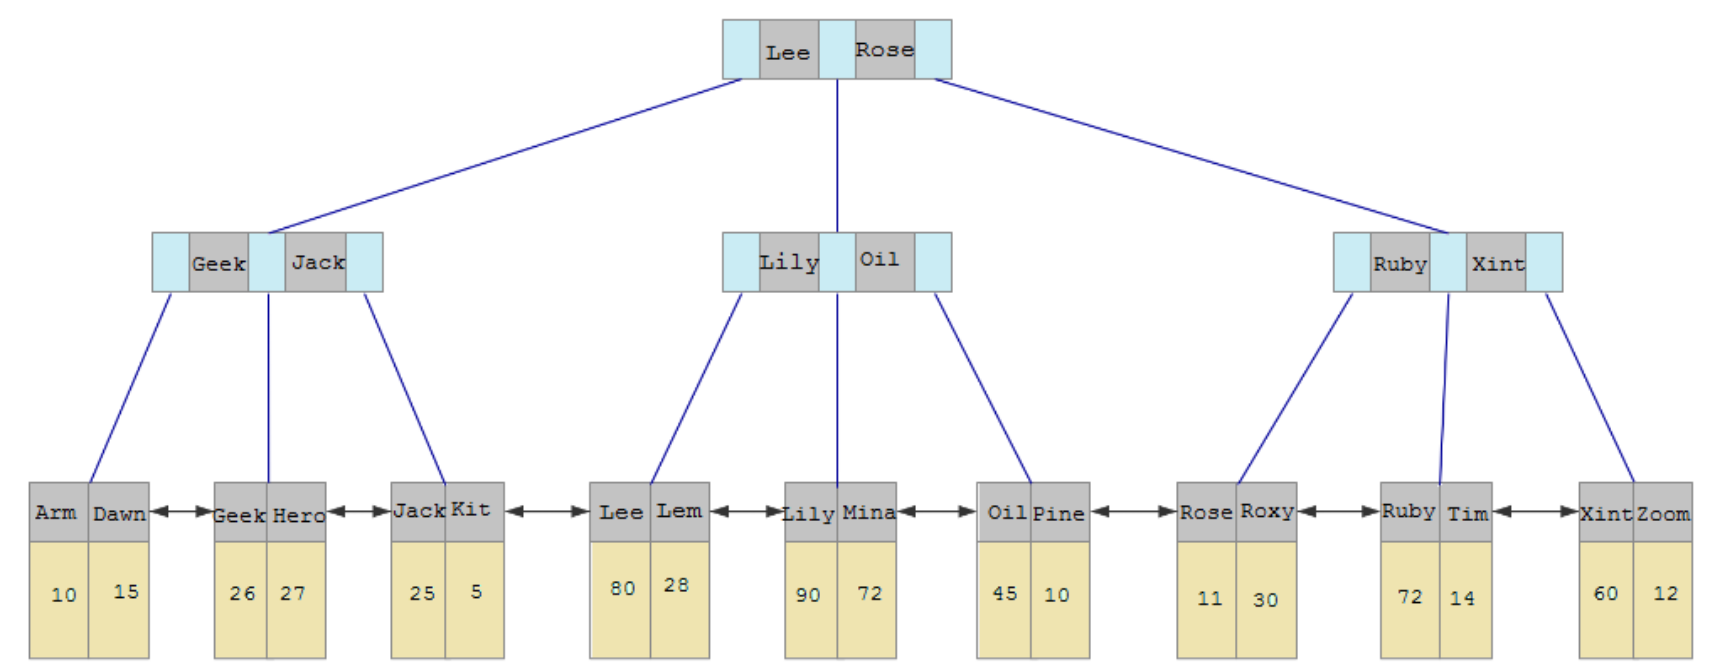 Lee Rose
Geek Jack Lily Oil Ruby Xint
Arm Dawn Geek Hero Jack Kit Lee Lem Lily Mina Oil Pine Rose Roxy Ruby Tim Xint Zoom
10 15 26 27 25 5 80 28 90 72 45 10 11 30 72 14 60 12